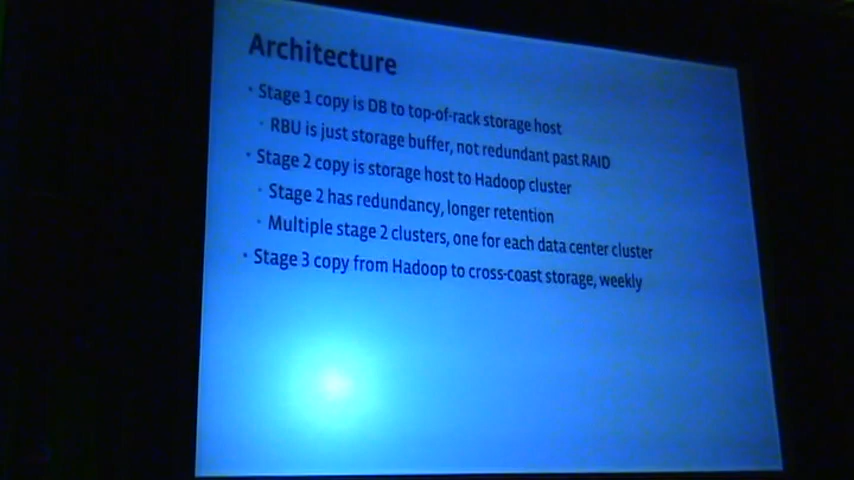 Architecture
• Stage 1 copy is DB to top-of-rack storage host
• RBU is just storage buffer, not redundant past RAID
• Stage 2 copy is storage host to Hadoop cluster
• Stage 2 has redundancy, longer retention
• Multiple stage 2 clusters, one for each data center cluster
• Stage 3 copy from Hadoop to cross-coast storage, weekly